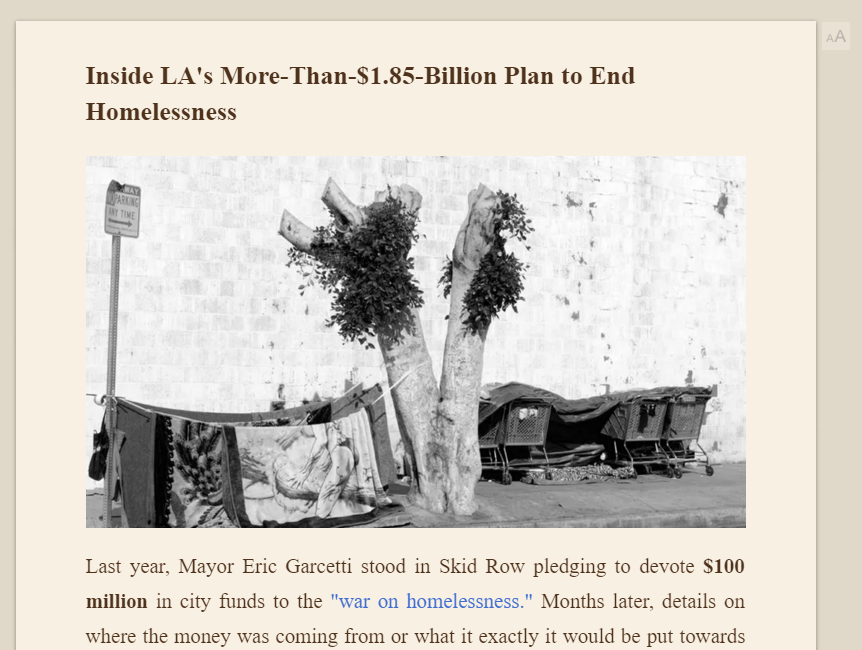 AA
Inside LA's More-Than-$1.85-Billion Plan to End
Homelessness
WAY
PARKING
ANY TIME
Last year, Mayor Eric Garcetti stood in Skid Row pledging to devote $100
million in city funds to the "war on homelessness." Months later, details on
where the money was coming from or what it exactly it would be put towards